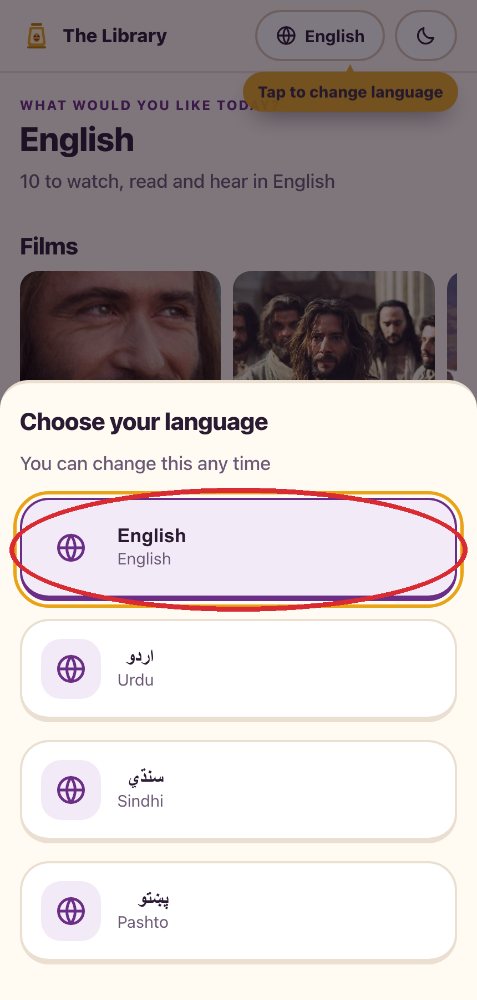 The Library
English
Tap to change language
WHAT WOULD YOU LIKE TODAY?
English
10 to watch, read and hear in English
Films
Choose your language
You can change this any time
English
English
اردو
Urdu
سنڌي
Sindhi
پښتو
Pashto